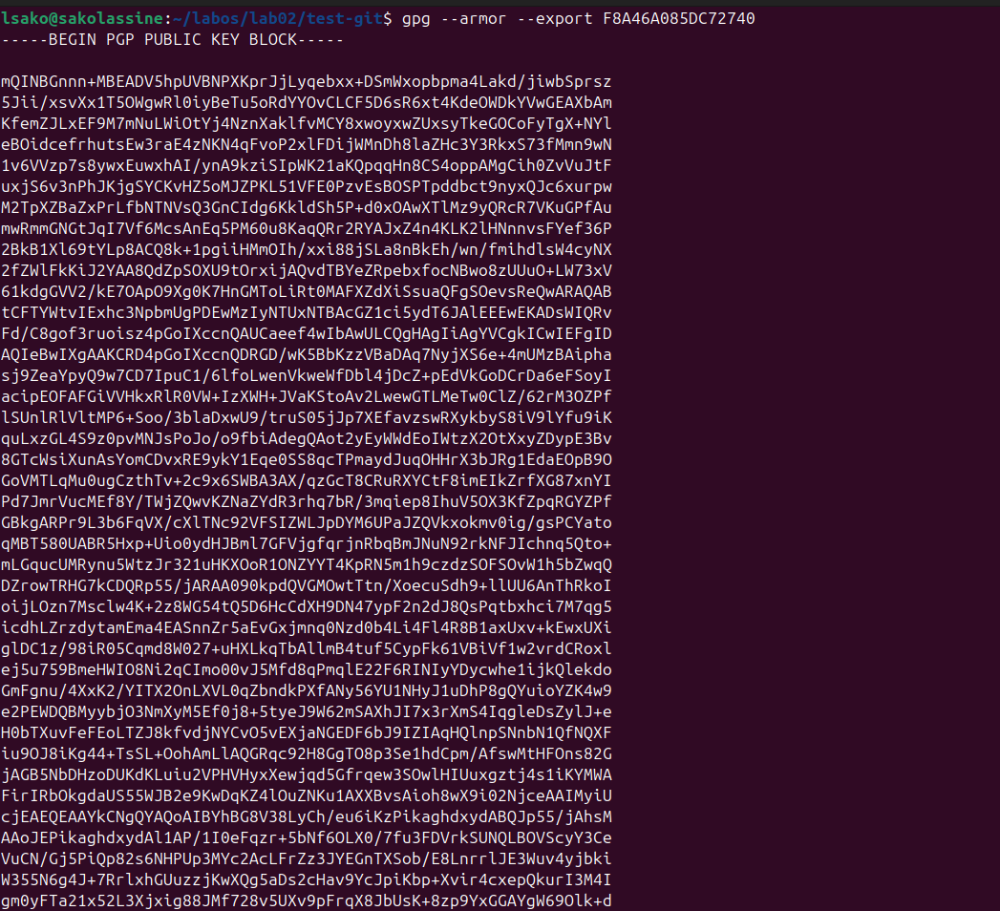 lsako@sakolassine:~/labos/lab02/test-git$ gpg --armor --export F8A46A085DC72740
-----BEGIN PGP PUBLIC KEY BLOCK-----
mQINBGnnn+MBEADV5hpUVBNPXKprJjLyqebxx+DSmWxopbpma4Lakd/jiwbSprsz
5Jii/xsvXx1T5OWgwRl0iyBeTu5oRdYYOvCLCF5D6sR6xt4KdeOWDkYVwGEAXbAm
KfemZJLxEF9M7mNuLWiOtYj4NznXaklfvMCY8xwoyxwZUxsyTkeGOCoFyTgX+NYl
eBOidcefrhutsEw3raE4zNKN4qFvoP2xlFDijWMnDh8laZHc3Y3RkxS73fMmn9wN
1v6VVzp7s8ywxEuwxhAI/ynA9kziSIpWK21aKQpqqHn8CS4oppAMgCih0ZvVuJtF
uxjS6v3nPhJKjgSYCKvHZ5oMJZPKL51VFE0PzvEsBOSPTpddbct9nyxQJc6xurpw
M2TpXZBaZxPrLfbNTNVsQ3GnCIdg6KkldSh5P+d0xOAwXTlMz9yQRcR7VKuGPfAu
mwRmmGNGtJqI7Vf6McsAnEq5PM60u8KaqQRr2RYAJxZ4n4KLK2lHNnnvsFYef36P
2BkB1Xl69tYLp8ACQ8k+1pgiiHMmOIh/xxi88jSLa8nBkEh/wn/fmihdlsW4cyNX
2fZWlFkKiJ2YAA8QdZpSOXU9tOrxijAQvdTBYeZRpebxfocNBwo8zUUuO+LW73xV
61kdgGVV2/kE7OApO9Xg0K7HnGMToLiRt0MAFXZdXiSsuaQFgSOevsReQwARAQAB
tCFTYWtvIExhc3NpbmUgPDEwMzIyNTUxNTBAcGZ1ci5ydT6JAlEEEwEKADsWIQRv
Fd/C8gof3ruoisz4pGoIXccnQAUCaeef4wIbAwULCQgHAgIiAgYVCgkICwIEFgID
AQIeBwIXgAAKCRD4pGoIXccnQDRGD/wK5BbKzzVBaDAq7NyjXS6e+4mUMzBAipha
sj9ZeaYpyQ9w7CD7IpuC1/6lfoLwenVkweWfDbl4jDcZ+pEdVkGoDCrDa6eFSoyI
acipEOFAFGiVVHkxRlR0VW+IzXWH+JVaKStoAv2LwewGTLMeTw0ClZ/62rM3OZPf
lSUnlRlVltMP6+Soo/3blaDxwU9/truS05jJp7XEfavzswRXykbyS8iV9lYfu9iK
quLxzGL4S9z0pvMNJsPoJo/o9fbiAdegQAot2yEyWWdEoIWtzX2OtXxyZDypE3Bv
8GTcWsiXunAsYomCDvxRE9ykY1Eqe0SS8qcTPmaydJuqOHHrX3bJRg1EdaEOpB9O
GoVMTLqMu0ugCzthTv+2c9x6SWBA3AX/qzGcT8CRuRXYCtF8imEIkZrfXG87xnYI
Pd7JmrVucMEf8Y/TWjZQwvKZNaZYdR3rhq7bR/3mqiep8IhuV5OX3KfZpqRGYZPf
GBkgARPr9L3b6FqVX/cXlTNc92VFSIZWLJpDYM6UPaJZQVkxokmv0ig/gsPCYato
qMBT580UABR5Hxp+Uio0ydHJBml7GFVjgfqrjnRbqBmJNuN92rkNFJIchnq5Qto+
mLGqucUMRynu5WtzJr321uHKXOoR1ONZYYT4KpRN5m1h9czdzSOFSOvW1h5bZwqQ
DZrowTRHG7kCDQRp55/jARAA090kpdQVGMOwtTtn/XoecuSdh9+llUU6AnThRkoI
oijLOzn7Msclw4K+2z8WG54tQ5D6HcCdXH9DN47ypF2n2dJ8QsPqtbxhci7M7qg5
icdhLZrzdytamEma4EASnnZr5aEvGxjmnq0Nzd0b4Li4Fl4R8B1axUxv+kEwxUXi
glDC1z/98iR05Cqmd8W027+uHXLkqTbAllmB4tuf5CypFk61VBiVf1w2vrdCRoxl
ej5u759BmeHWIO8Ni2qCImo00vJ5Mfd8qPmqlE22F6RINIyYDycwhe1ijkQlekdo
GmFgnu/4XxK2/YITX2OnLXVL0qZbndkPXfANy56YU1NHyJ1uDhP8gQYuioYZK4w9
e2PEWDQBMyybjO3NmXyM5Ef0j8+5tyeJ9W62mSAXhJI7x3rXmS4IqgleDsZylJ+e
H0bTXuvFeFEoLTZJ8kfvdjNYCvO5vEXjaNGEDF6bJ9IZIAqHQlnpSNnbN1QfNQXF
iu9OJ8iKg44+TsSL+OohAmLlAQGRqc92H8GgTO8p3Se1hdCpm/AfswMtHFOns82G
jAGB5NbDHzoDUKdKLuiu2VPHVHyxXewjqd5Gfrqew3SOwlHIUuxgztj4s1iKYMWA
FirIRbOkgdaUS55WJB2e9KwDqKZ4lOuZNKu1AXXBvsAioh8wX9i02NjceAAIMyiU
cjEAEQEAAYkCNgQYAQoAIBYhBG8V38LyCh/eu6iKzPikaghdxydABQJp55/jAhsM
AAoJEPikaghdxydAl1AP/1I0eFqzr+5bNf6OLX0/7fu3FDVrkSUNQLBOVScyY3Ce
VuCN/Gj5PiQp82s6NHPUp3MYc2AcLFrZz3JYEGnTXSob/E8LnrrlJE3Wuv4yjbki
W355N6g4J+7RrlxhGUuzzjKwXQg5aDs2cHav9YcJpiKbp+Xvir4cxepQkurI3M4I
gm0yFTa21x52L3Xjxig88JMf728v5UXv9pFrqX8JbUsK+8zp9YxGGAYgW69Olk+d